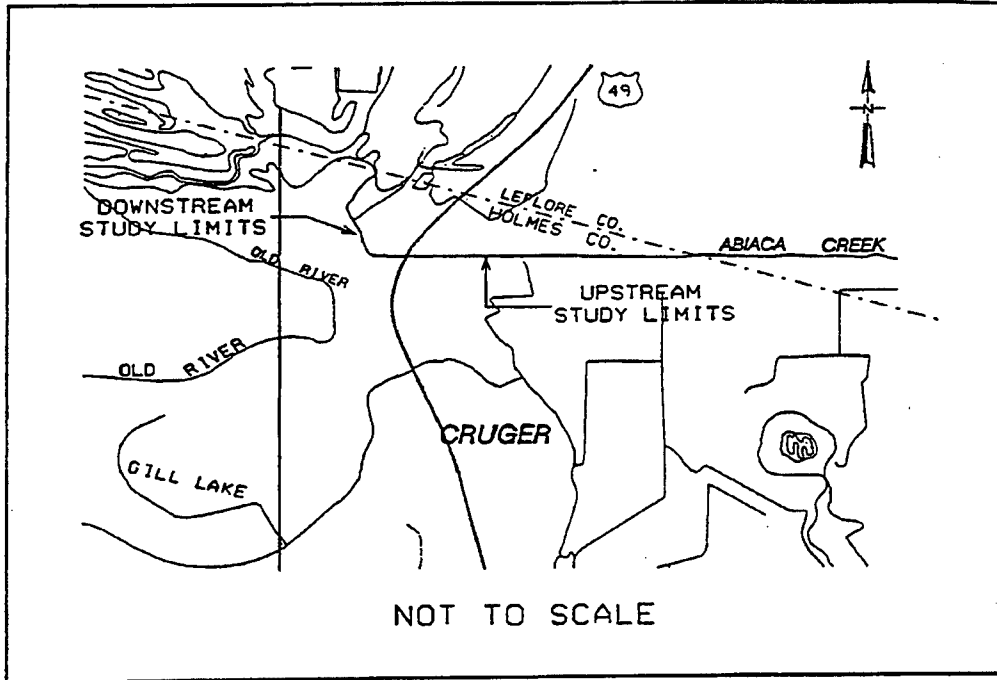 49
N
LEFLORE CO.
HOLMES CO.
DOWNSTREAM
STUDY LIMITS
ABIACA CREEK
OLD RIVER
UPSTREAM
STUDY LIMITS
OLD RIVER
CRUGER
GILL LAKE
NOT TO SCALE